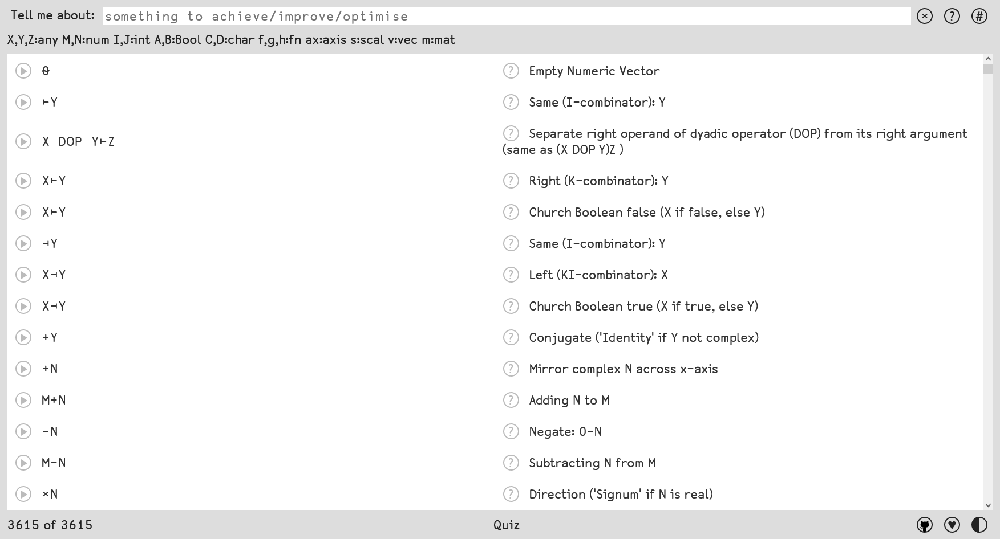 Tell me about: something to achieve/improve/optimise
X,Y,Z:any M,N:num I,J:int A,B:Bool C,D:char f,g,h:fn ax:axis s:scal v:vec m:mat
⍬ Empty Numeric Vector
⊢Y Same (I-combinator): Y
X DOP Y⊢Z Separate right operand of dyadic operator (DOP) from its right argument
(same as (X DOP Y)Z )
X⊢Y Right (K-combinator): Y
X⊢Y Church Boolean false (X if false, else Y)
⊣Y Same (I-combinator): Y
X⊣Y Left (KI-combinator): X
X⊣Y Church Boolean true (X if true, else Y)
+Y Conjugate ('Identity' if Y not complex)
+N Mirror complex N across x-axis
M+N Adding N to M
-N Negate: 0-N
M-N Subtracting N from M
×N Direction ('Signum' if N is real)
3615 of 3615 Quiz